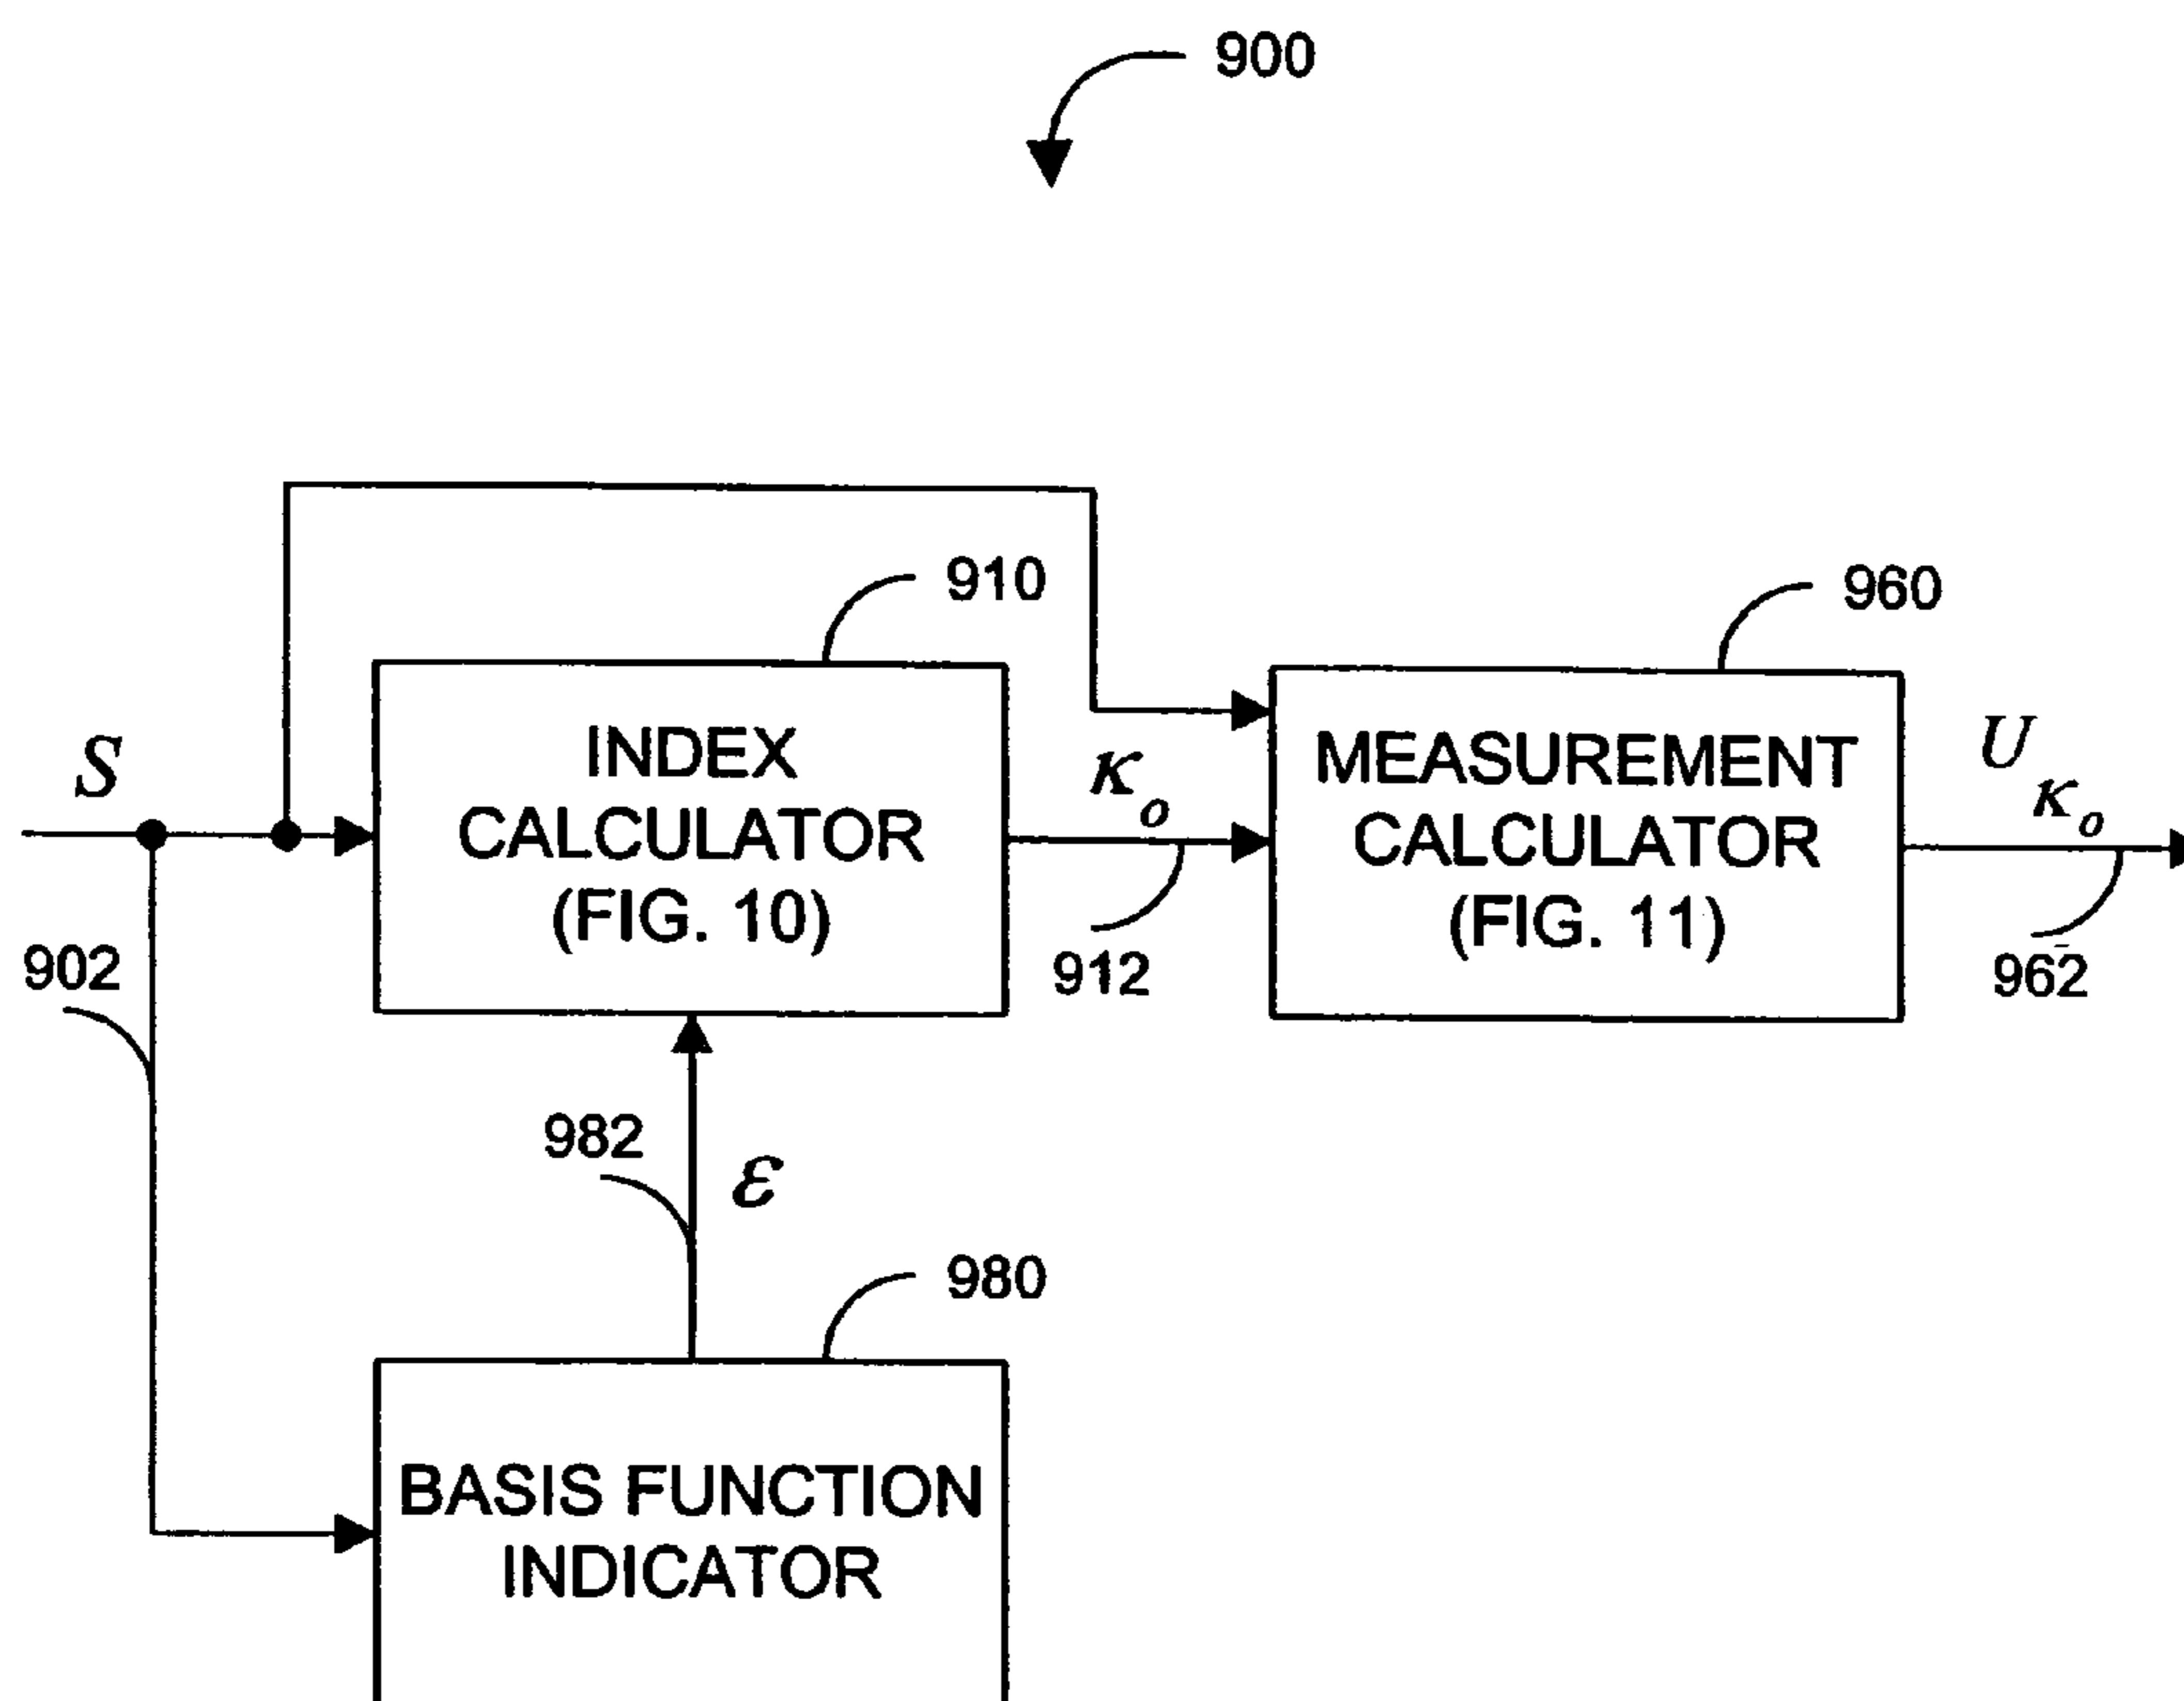 900
910
960
INDEX
CALCULATOR
(FIG. 10)
MEASUREMENT
CALCULATOR
(FIG. 11)
S
κo
Uκo
902
912
962
982
ε
980
BASIS FUNCTION
INDICATOR